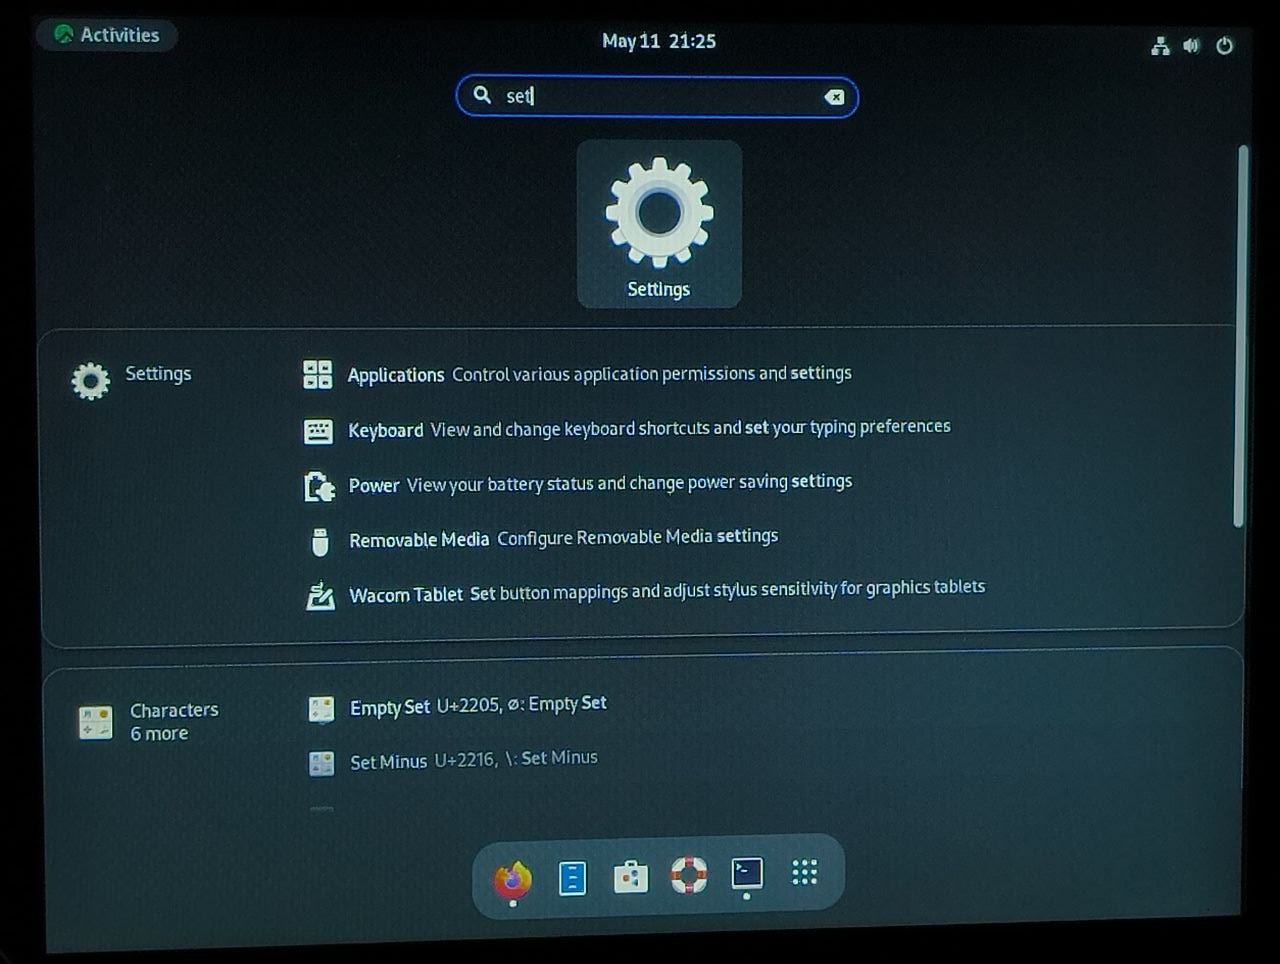 Activities
May 11 21:25
set
Settings
Settings
Applications Control various application permissions and settings
Keyboard View and change keyboard shortcuts and set your typing preferences
Power View your battery status and change power saving settings
Removable Media Configure Removable Media settings
Wacom Tablet Set button mappings and adjust stylus sensitivity for graphics tablets
Characters
6 more
Empty Set U+2205, ∅: Empty Set
Set Minus U+2216, ∖: Set Minus